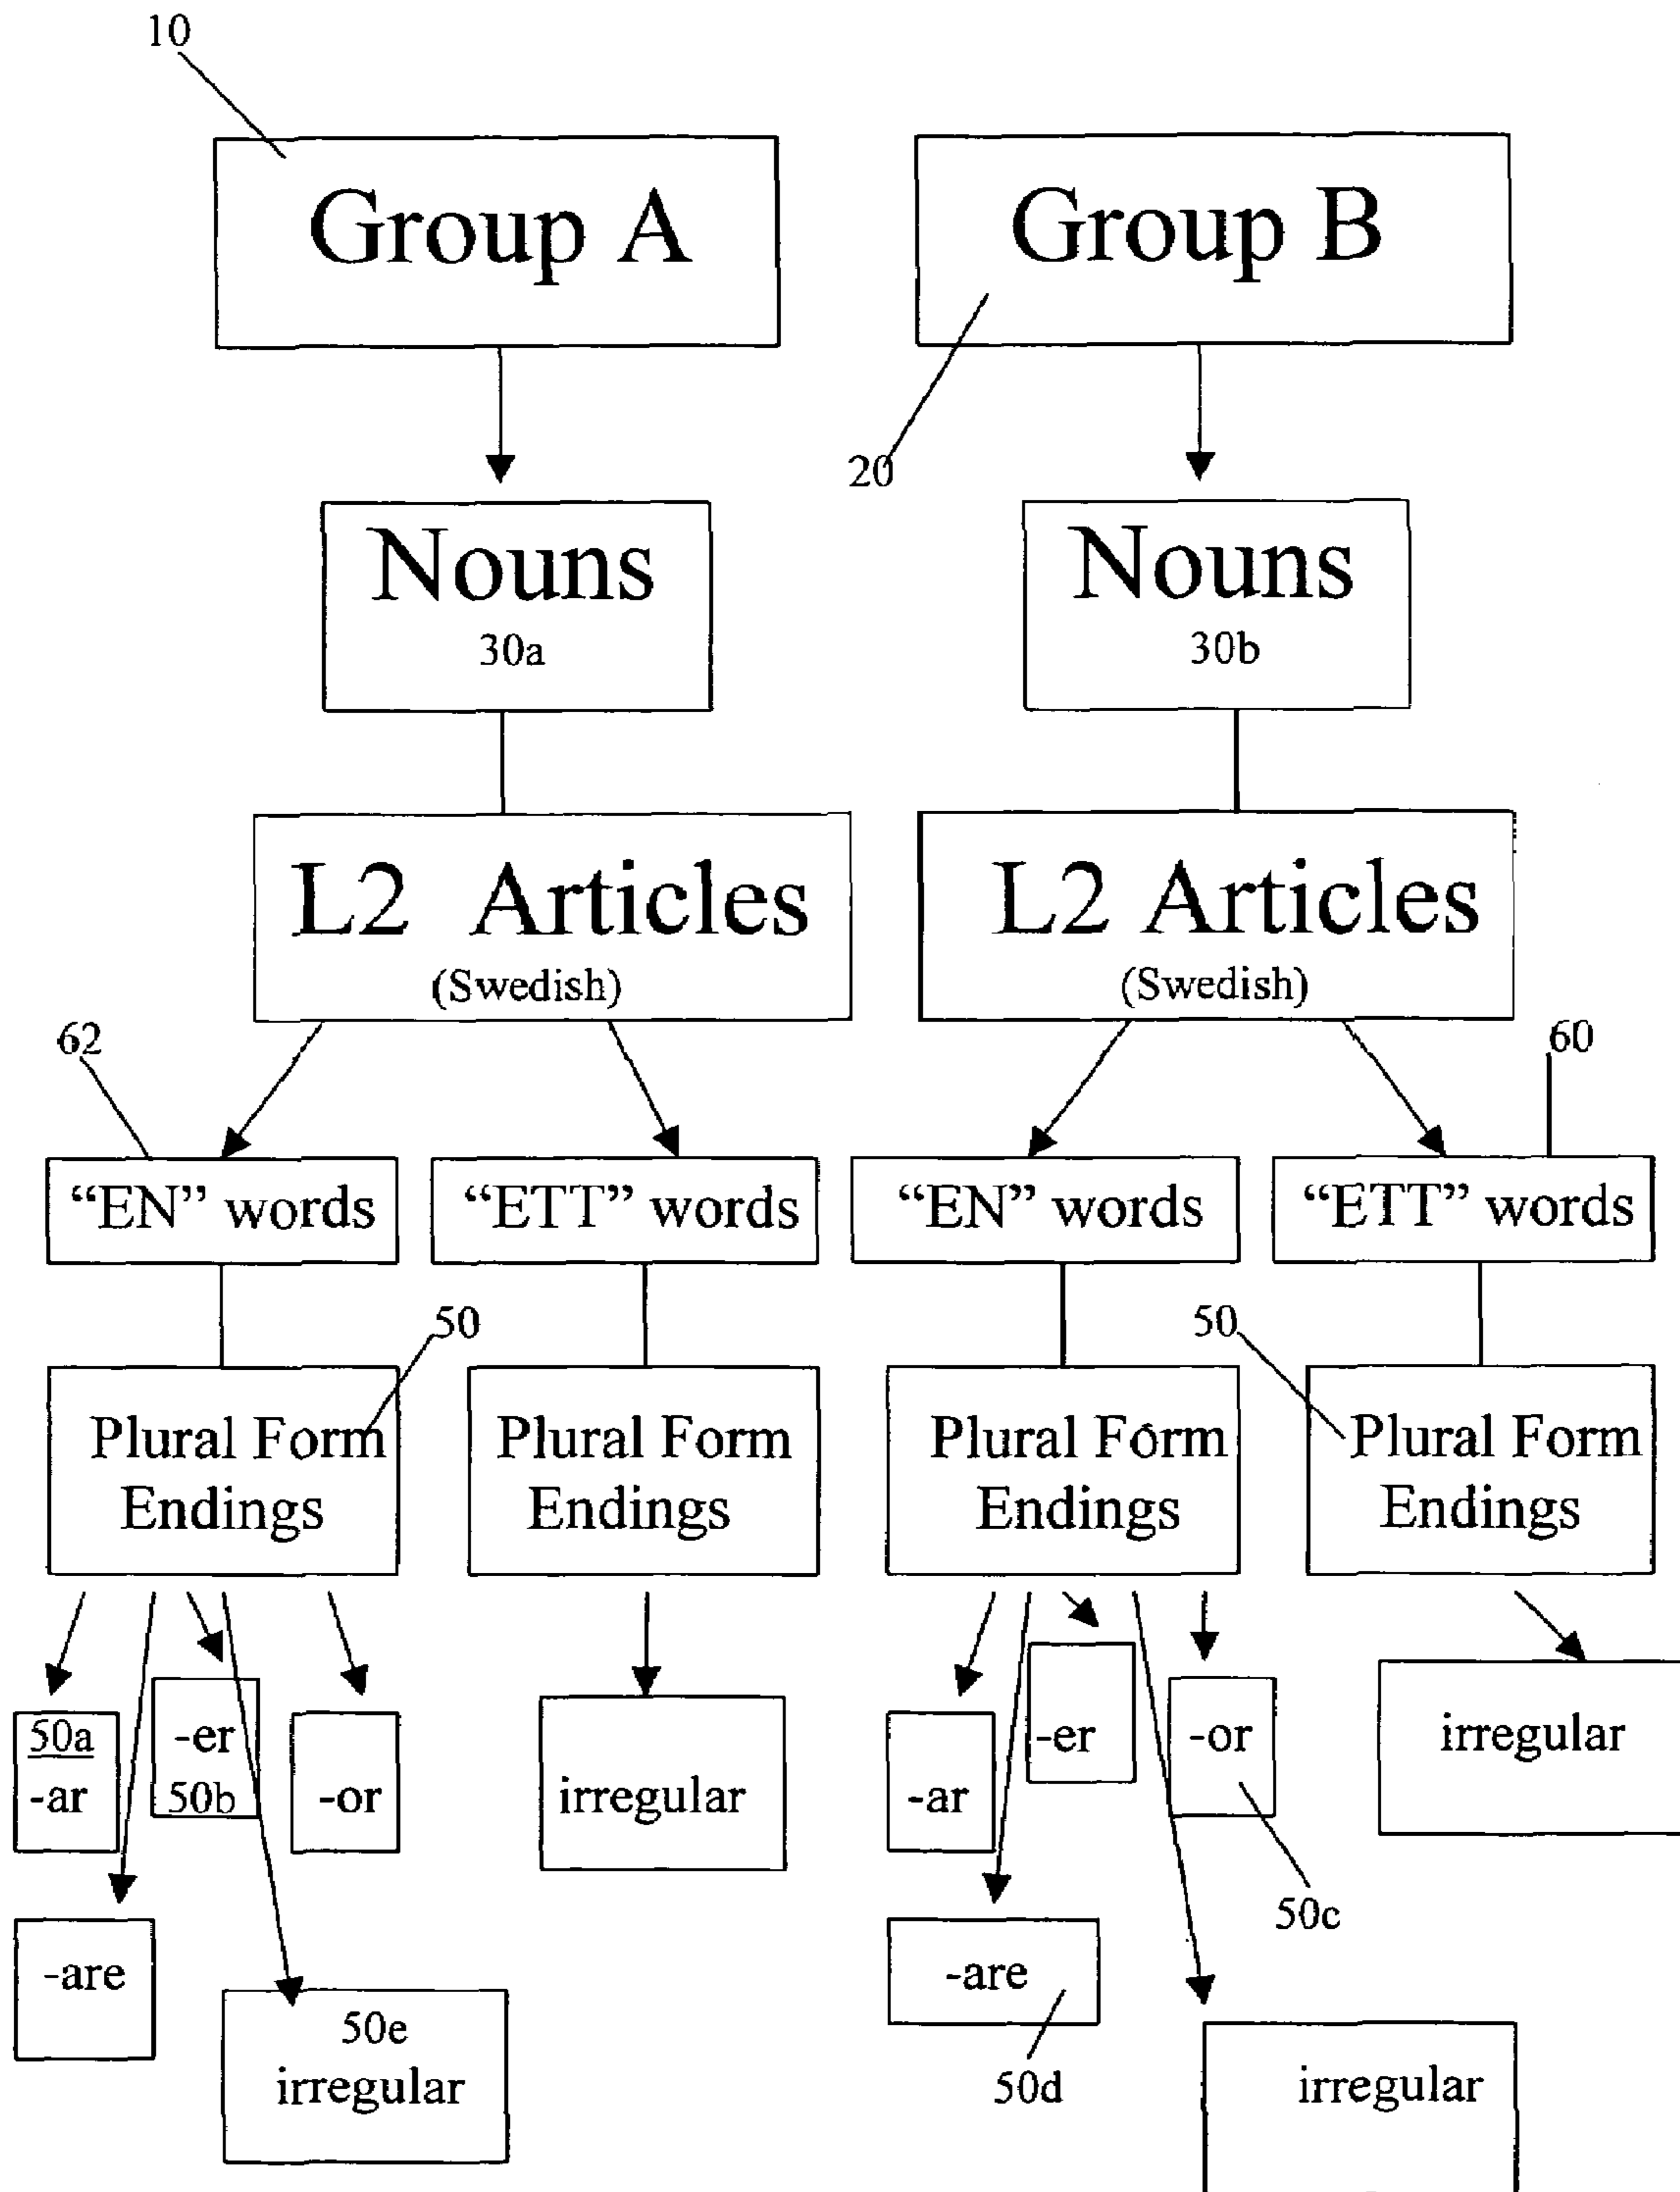 10
Group A
Group B
20
Nouns
30a
Nouns
30b
L2 Articles
(Swedish)
L2 Articles
(Swedish)
62
60
“EN” words
“ETT” words
“EN” words
“ETT” words
50
50
Plural Form
Endings
Plural Form
Endings
Plural Form
Endings
Plural Form
Endings
50a
-ar
-er
50b
-or
irregular
-ar
-er
-or
irregular
50c
-are
50e
irregular
-are
50d
irregular